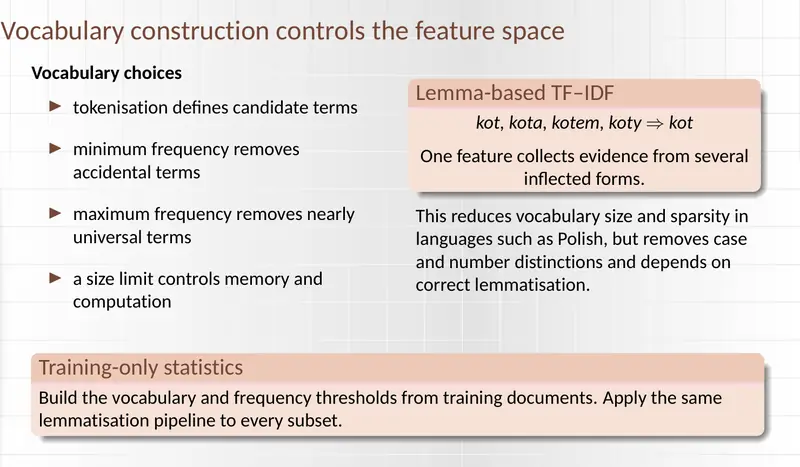 Vocabulary construction controls the feature space
Vocabulary choices
► tokenisation defines candidate terms
► minimum frequency removes
accidental terms
► maximum frequency removes nearly
universal terms
► a size limit controls memory and
computation
Lemma-based TF–IDF
kot, kota, kotem, koty ⇒ kot
One feature collects evidence from several
inflected forms.
This reduces vocabulary size and sparsity in
languages such as Polish, but removes case
and number distinctions and depends on
correct lemmatisation.
Training-only statistics
Build the vocabulary and frequency thresholds from training documents. Apply the same
lemmatisation pipeline to every subset.